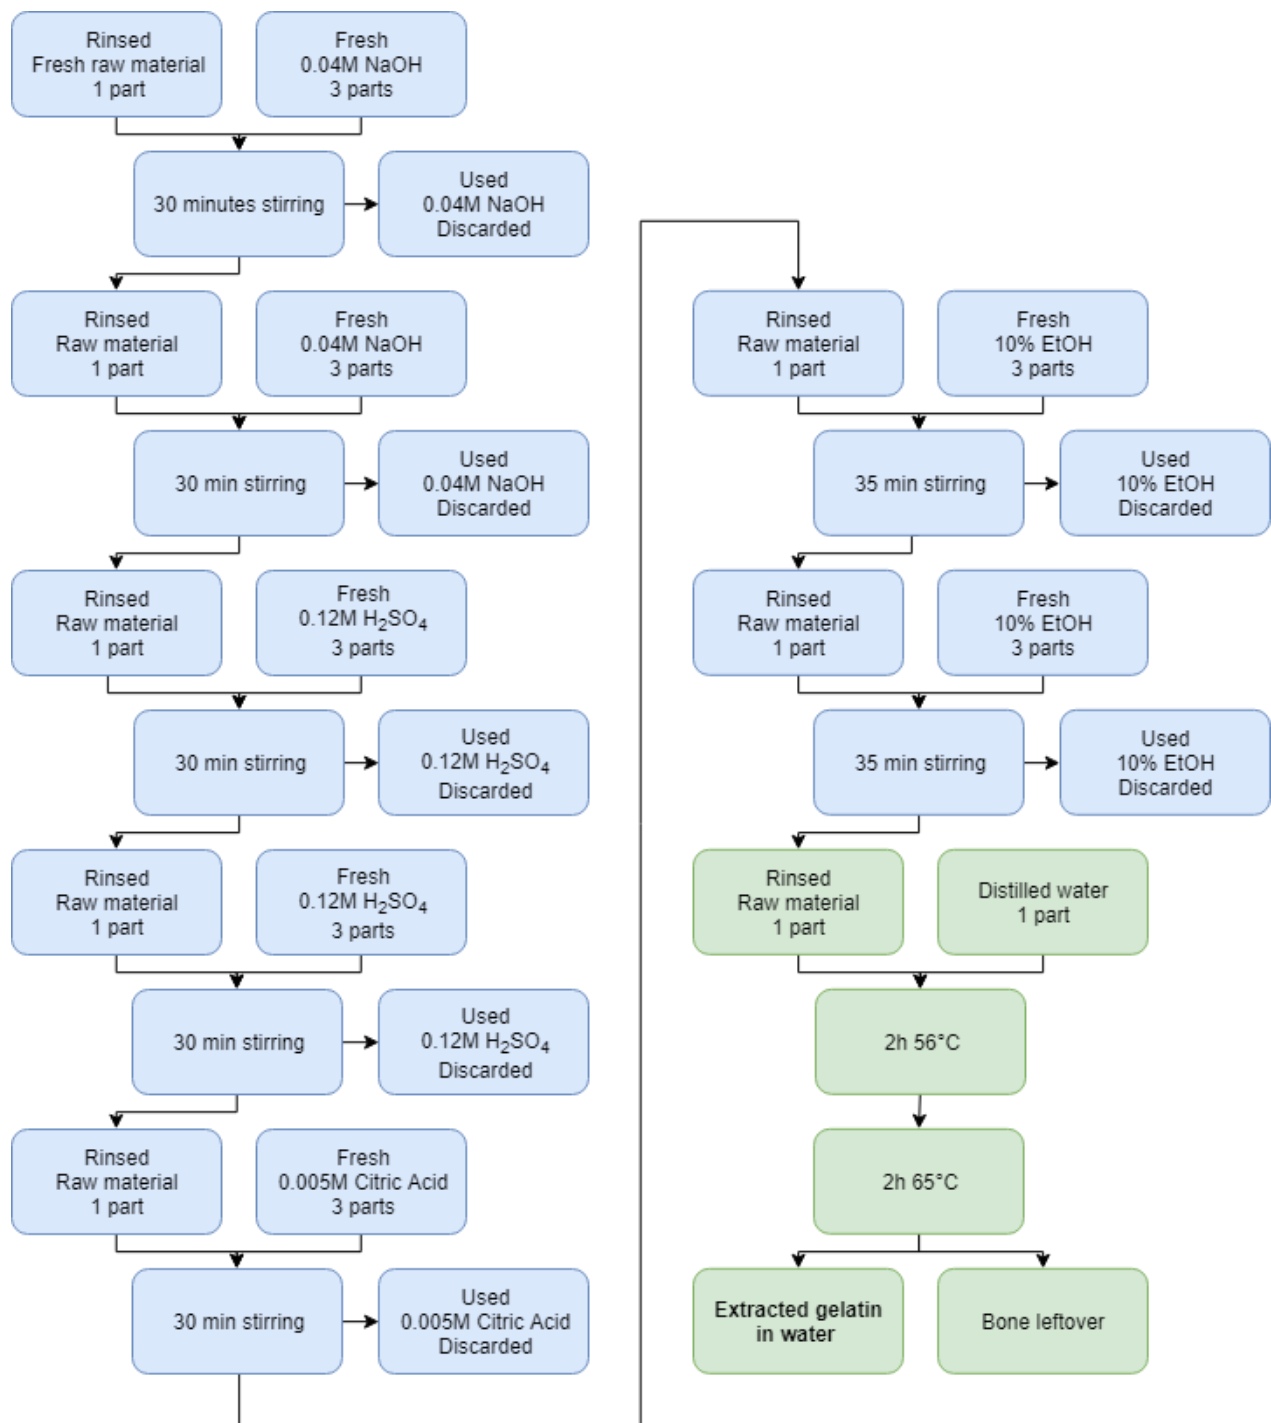 Rinsed
Fresh raw material
1 part
Fresh
0.04M NaOH
3 parts
30 minutes stirring
Used
0.04M NaOH
Discarded
Rinsed
Raw material
1 part
Fresh
0.04M NaOH
3 parts
30 min stirring
Used
0.04M NaOH
Discarded
Rinsed
Raw material
1 part
Fresh
0.12M H₂SO₄
3 parts
30 min stirring
Used
0.12M H₂SO₄
Discarded
Rinsed
Raw material
1 part
Fresh
0.12M H₂SO₄
3 parts
30 min stirring
Used
0.12M H₂SO₄
Discarded
Rinsed
Raw material
1 part
Fresh
0.005M Citric Acid
3 parts
30 min stirring
Used
0.005M Citric Acid
Discarded
Rinsed
Raw material
1 part
Fresh
10% EtOH
3 parts
35 min stirring
Used
10% EtOH
Discarded
Rinsed
Raw material
1 part
Fresh
10% EtOH
3 parts
35 min stirring
Used
10% EtOH
Discarded
Rinsed
Raw material
1 part
Distilled water
1 part
2h 56°C
2h 65°C
Extracted gelatin
in water
Bone leftover